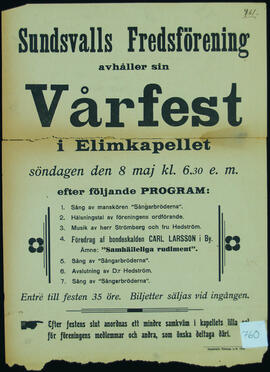 761.
Sundsvalls Fredsförening
avhåller sin
Vårfest
i Elimkapellet
söndagen den 8 maj kl. 6.30 e. m.
efter följande PROGRAM:
1. Sång av manskören "Sångarbröderna".
2. Hälsningstal av föreningens ordförande.
3. Musik av herr Strömberg och fru Hedström.
4. Föredrag af bondeskalden CARL LARSSON i By.
Ämne: "Samhälleliga rudiment".
5. Sång av "Sångarbröderna".
6. Avslutning av D:r Hedström.
7. Sång av "Sångarbröderna".
Entré till festen 35 öre. Biljetter säljas vid ingången.
Efter festens slut anordnas ett mindre samkväm i kapellets lilla
för föreningens medlemmar och andra, som önska deltaga däri.
760